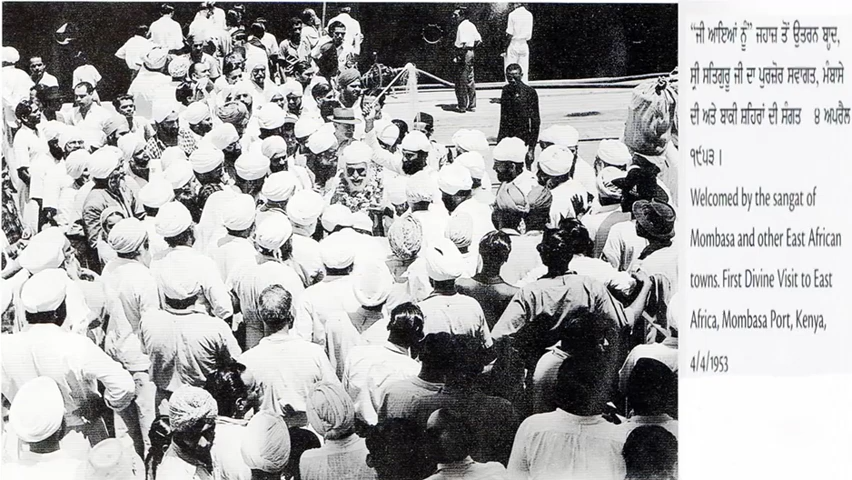 “ਜੀ ਆਇਆਂ ਨੂੰ” ਜਹਾਜ਼ ਤੋਂ ਉਤਰਨ ਬਾਦ,
ਸ਼੍ਰੀ ਸਤਿਗੁਰੂ ਜੀ ਦਾ ਪੁਰਜ਼ੋਰ ਸਵਾਗਤ, ਮੰਬਾਸੇ
ਦੀ ਅਤੇ ਬਾਕੀ ਸ਼ਹਿਰਾਂ ਦੀ ਸੰਗਤ ੪ ਅਪਰੈਲ
੧੯੫੩।
Welcomed by the sangat of
Mombasa and other East African
towns. First Divine Visit to East
Africa, Mombasa Port, Kenya,
4/4/1953